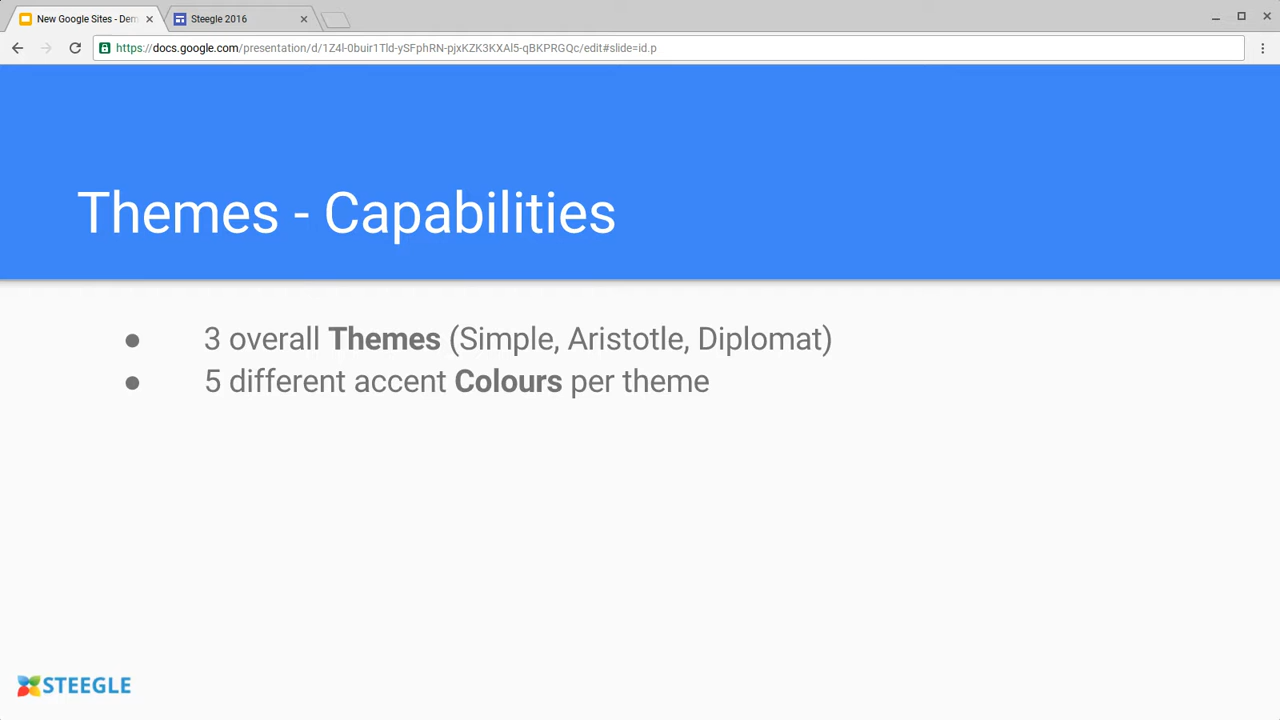 New Google Sites - Dem
Steegle 2016
https://docs.google.com/presentation/d/1Z4l-0buir1Tld-ySFphRN-pjxKZK3KXAl5-qBKPRGQc/edit#slide=id.p
Themes - Capabilities
● 3 overall Themes (Simple, Aristotle, Diplomat)
● 5 different accent Colours per theme
STEEGLE